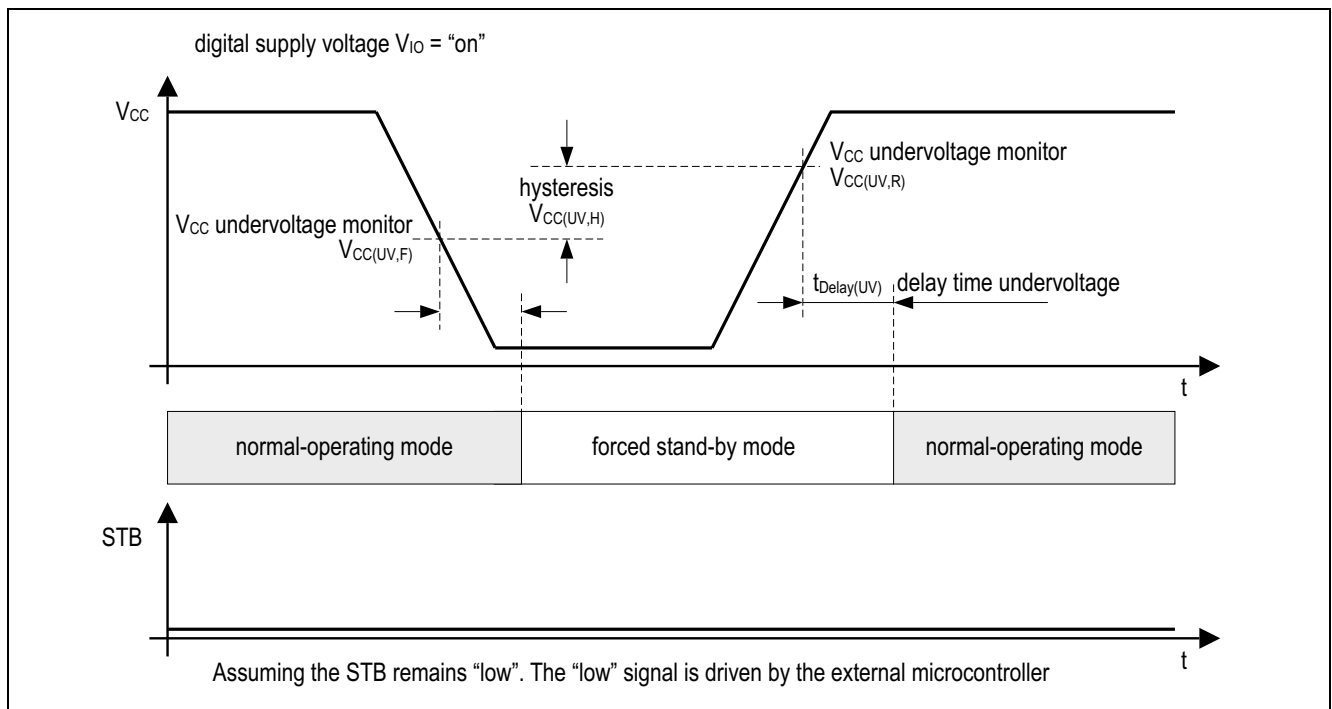 digital supply voltage VIO = “on”
VCC
VCC undervoltage monitor
VCC(UV,R)
hysteresis
VCC(UV,H)
VCC undervoltage monitor
VCC(UV,F)
tDelay(UV) delay time undervoltage
t
normal-operating mode
forced stand-by mode
normal-operating mode
STB
t
Assuming the STB remains “low”. The “low” signal is driven by the external microcontroller